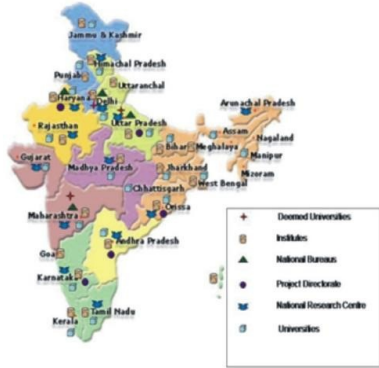 Jammu & Kashmir
Himachal Pradesh
Punjab
Uttaranchal
Haryana
Delhi
Arunachal Pradesh
Rajasthan
Uttar Pradesh
Assam
Nagaland
Bihar
Meghalaya
Manipur
Gujarat
Madhya Pradesh
Jharkhand
Mizoram
Chhattisgarh
West Bengal
Orissa
Maharashtra
Andhra Pradesh
Goa
Karnataka
Tamil Nadu
Kerala
Deemed Universities
Institutes
National Bureaus
Project Directorate
National Research Centre
Universities